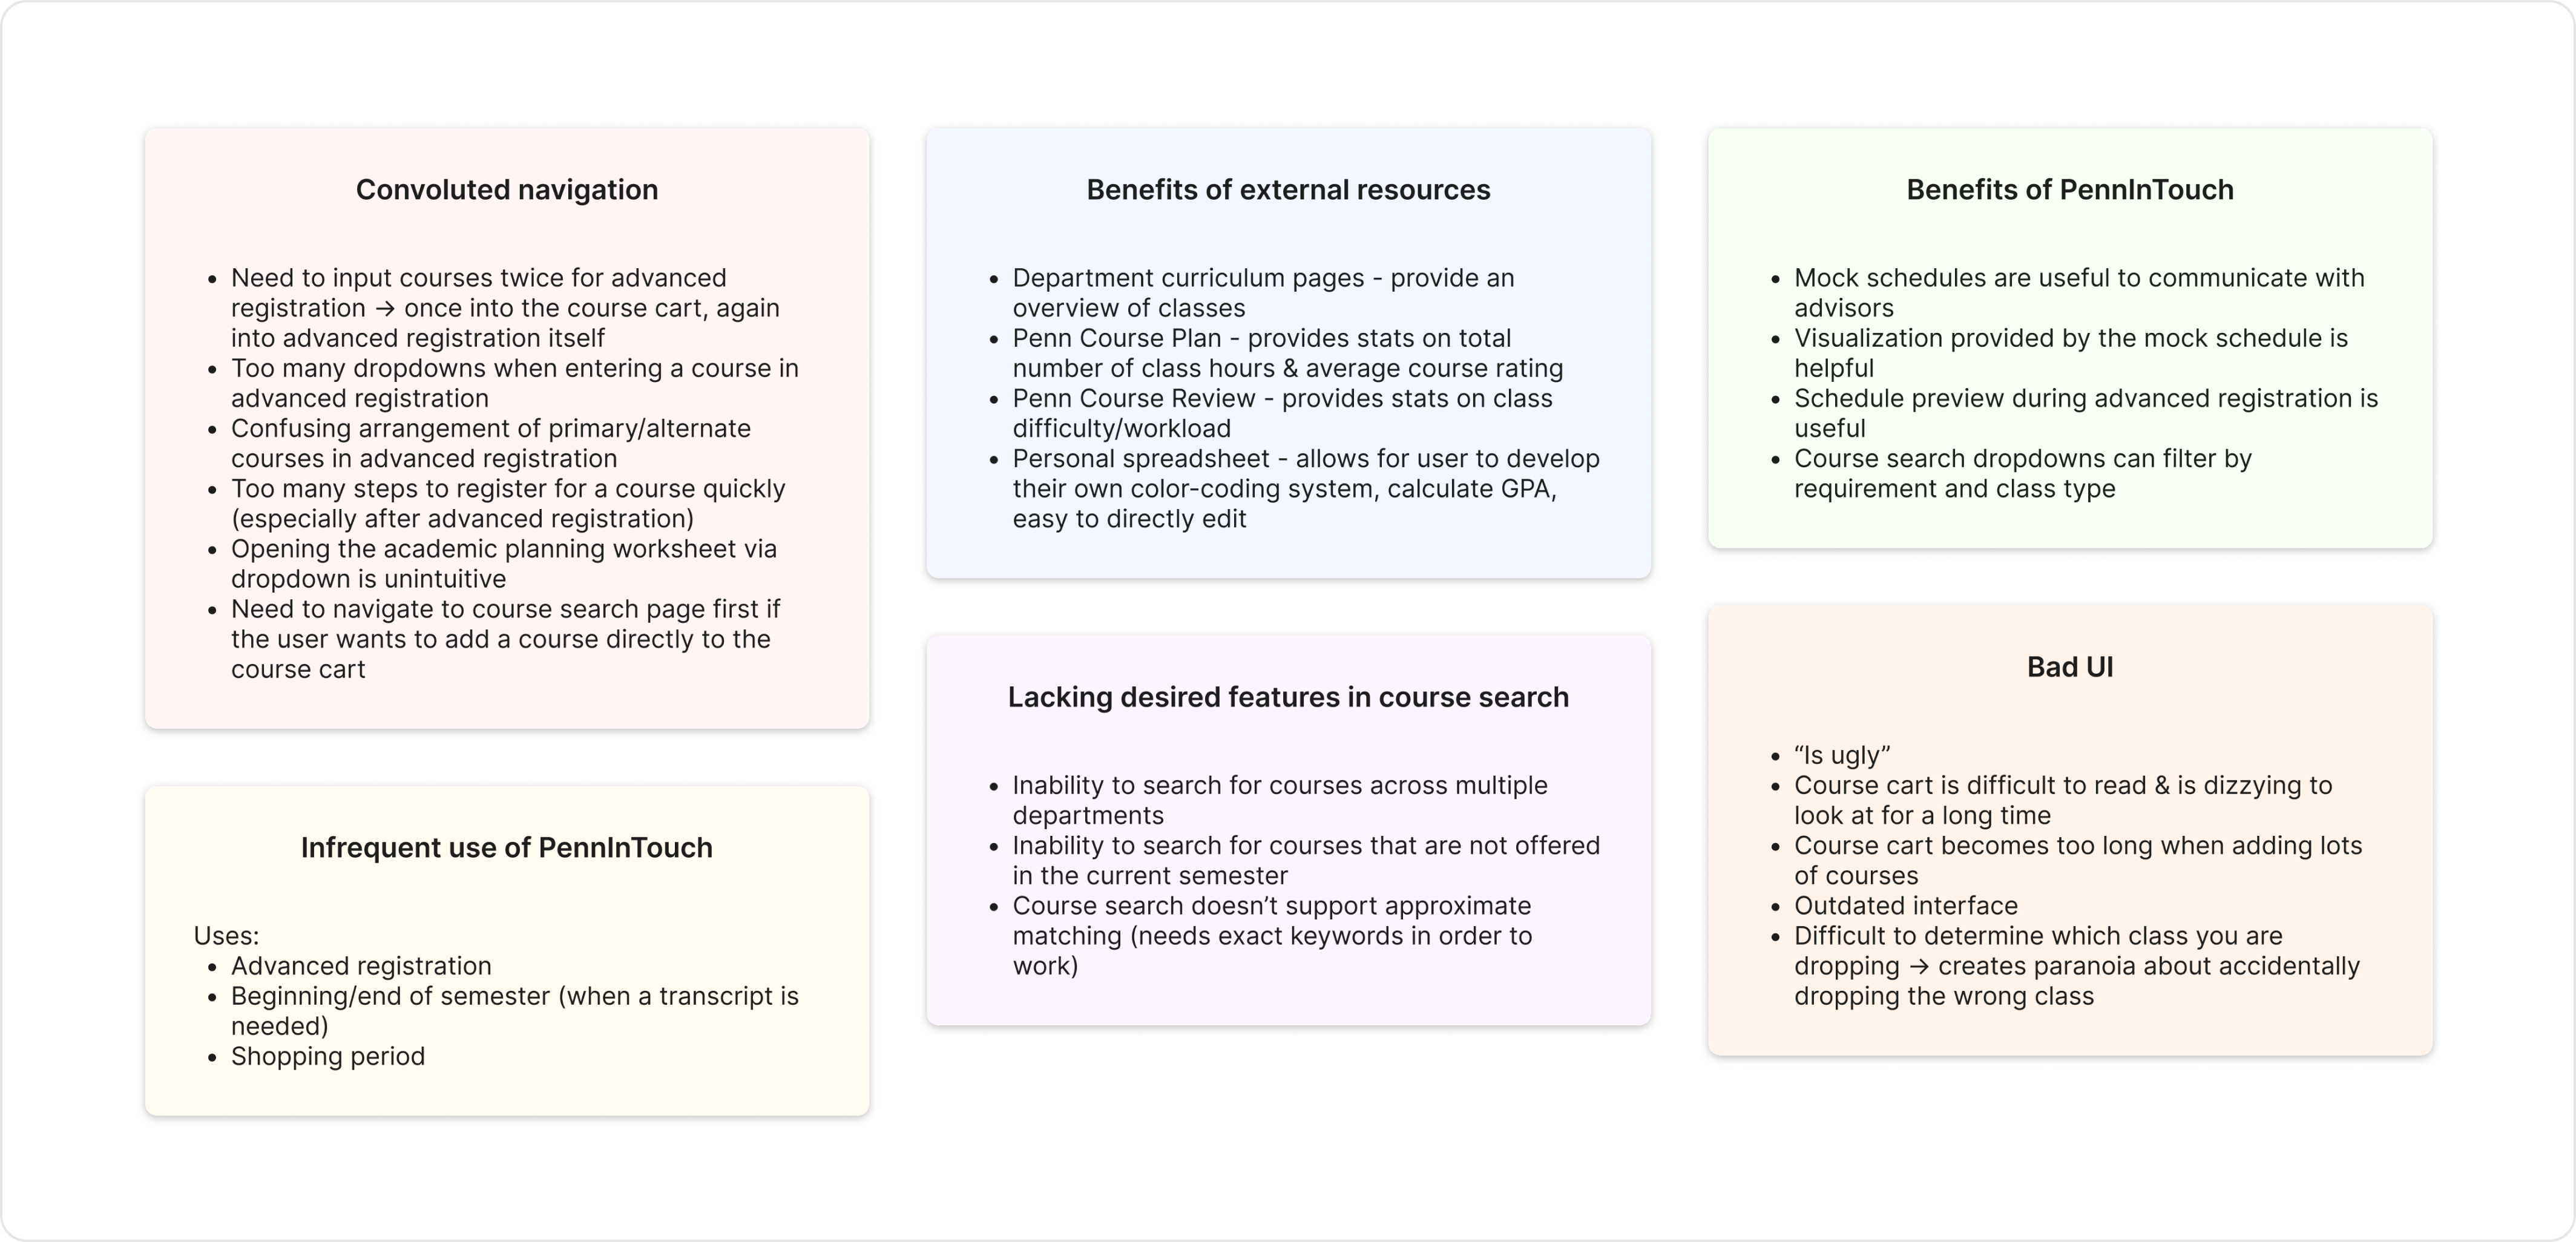 Convoluted navigation
• Need to input courses twice for advanced
registration → once into the course cart, again
into advanced registration itself
• Too many dropdowns when entering a course in
advanced registration
• Confusing arrangement of primary/alternate
courses in advanced registration
• Too many steps to register for a course quickly
(especially after advanced registration)
• Opening the academic planning worksheet via
dropdown is unintuitive
• Need to navigate to course search page first if
the user wants to add a course directly to the
course cart
Infrequent use of PennInTouch
Uses:
• Advanced registration
• Beginning/end of semester (when a transcript is
needed)
• Shopping period
Benefits of external resources
• Department curriculum pages - provide an
overview of classes
• Penn Course Plan - provides stats on total
number of class hours & average course rating
• Penn Course Review - provides stats on class
difficulty/workload
• Personal spreadsheet - allows for user to develop
their own color-coding system, calculate GPA,
easy to directly edit
Lacking desired features in course search
• Inability to search for courses across multiple
departments
• Inability to search for courses that are not offered
in the current semester
• Course search doesn’t support approximate
matching (needs exact keywords in order to
work)
Benefits of PennInTouch
• Mock schedules are useful to communicate with
advisors
• Visualization provided by the mock schedule is
helpful
• Schedule preview during advanced registration is
useful
• Course search dropdowns can filter by
requirement and class type
Bad UI
• “Is ugly”
• Course cart is difficult to read & is dizzying to
look at for a long time
• Course cart becomes too long when adding lots
of courses
• Outdated interface
• Difficult to determine which class you are
dropping → creates paranoia about accidentally
dropping the wrong class